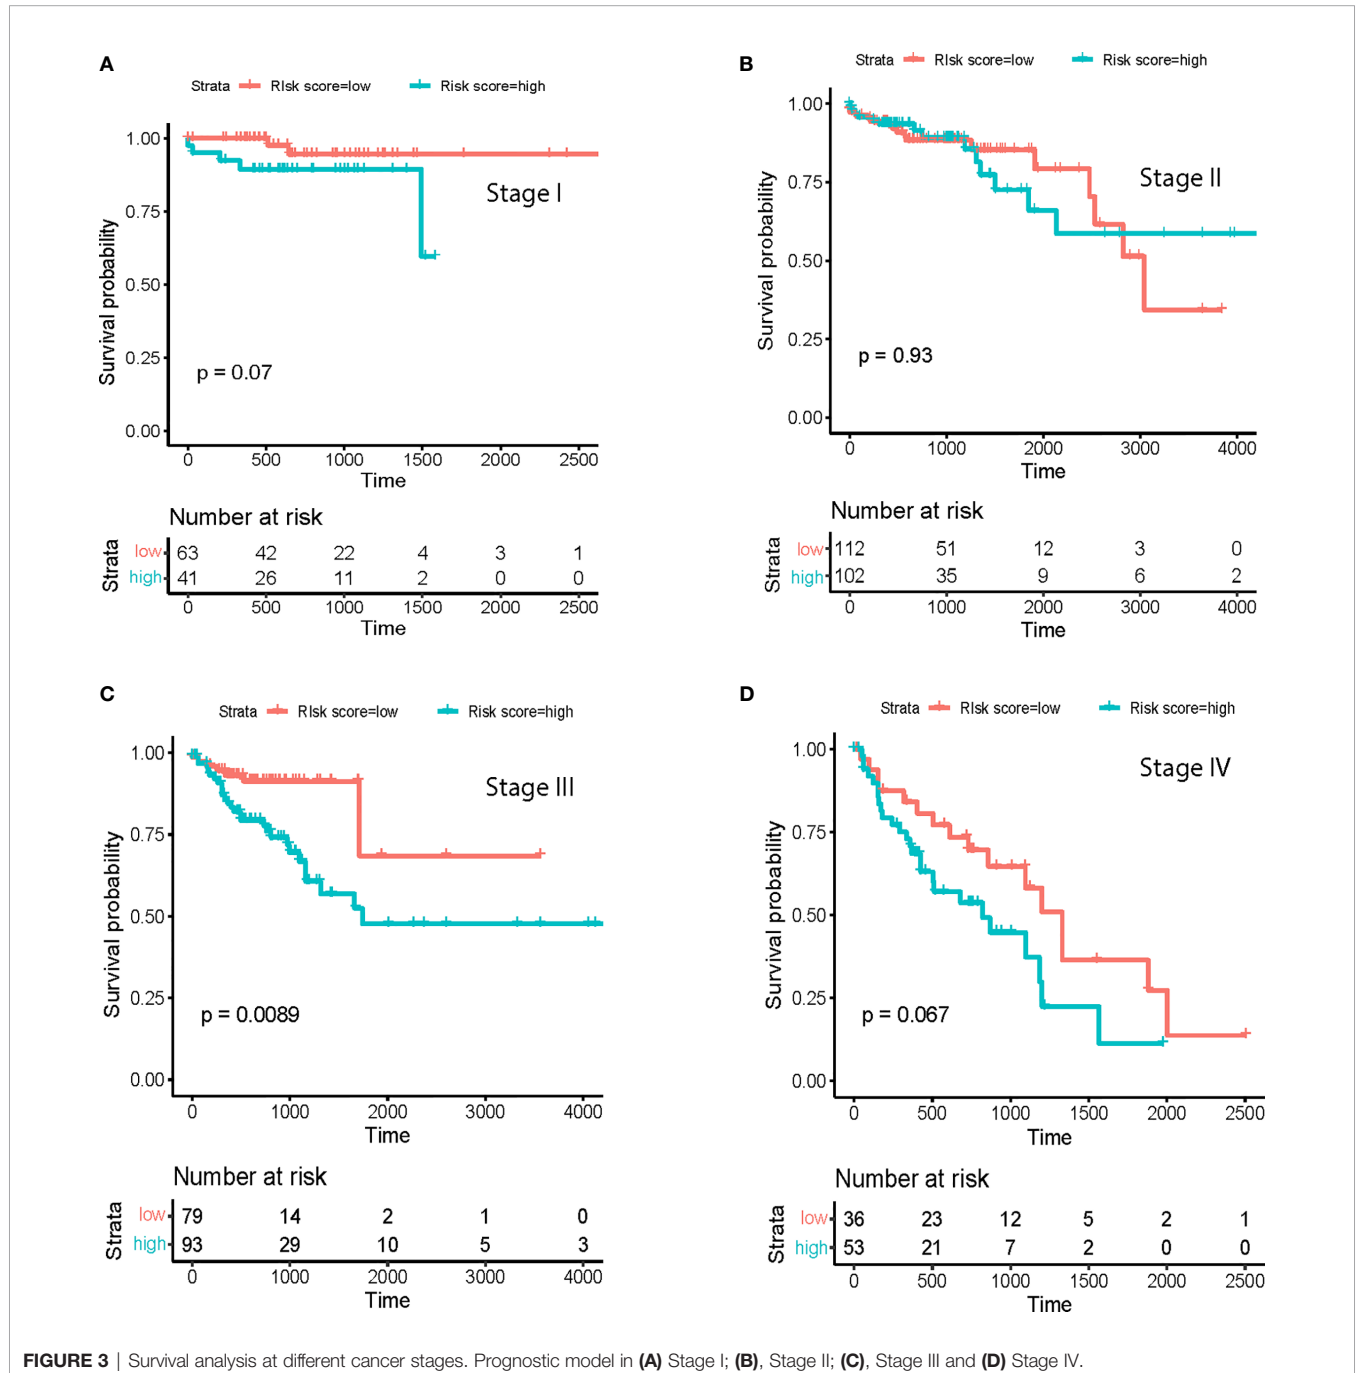 A
Strata RIsk score=low Risk score=high
1.00
0.75
0.50
0.25
0.00
Survival probability
Stage I
p = 0.07
0 500 1000 1500 2000 2500
Time
Number at risk
Strata
low 63 42 22 4 3 1
high 41 26 11 2 0 0
0 500 1000 1500 2000 2500
Time
B
Strata RIsk score=low Risk score=high
1.00
0.75
0.50
0.25
0.00
Survival probability
Stage II
p = 0.93
0 1000 2000 3000 4000
Time
Number at risk
Strata
low 112 51 12 3 0
high 102 35 9 6 2
0 1000 2000 3000 4000
Time
C
Strata RIsk score=low Risk score=high
1.00
0.75
0.50
0.25
0.00
Survival probability
Stage III
p = 0.0089
0 1000 2000 3000 4000
Time
Number at risk
Strata
low 79 14 2 1 0
high 93 29 10 5 3
0 1000 2000 3000 4000
Time
D
Strata RIsk score=low Risk score=high
1.00
0.75
0.50
0.25
0.00
Survival probability
Stage IV
p = 0.067
0 500 1000 1500 2000 2500
Time
Number at risk
Strata
low 36 23 12 5 2 1
high 53 21 7 2 0 0
0 500 1000 1500 2000 2500
Time
FIGURE 3 | Survival analysis at different cancer stages. Prognostic model in (A) Stage I; (B), Stage II; (C), Stage III and (D) Stage IV.